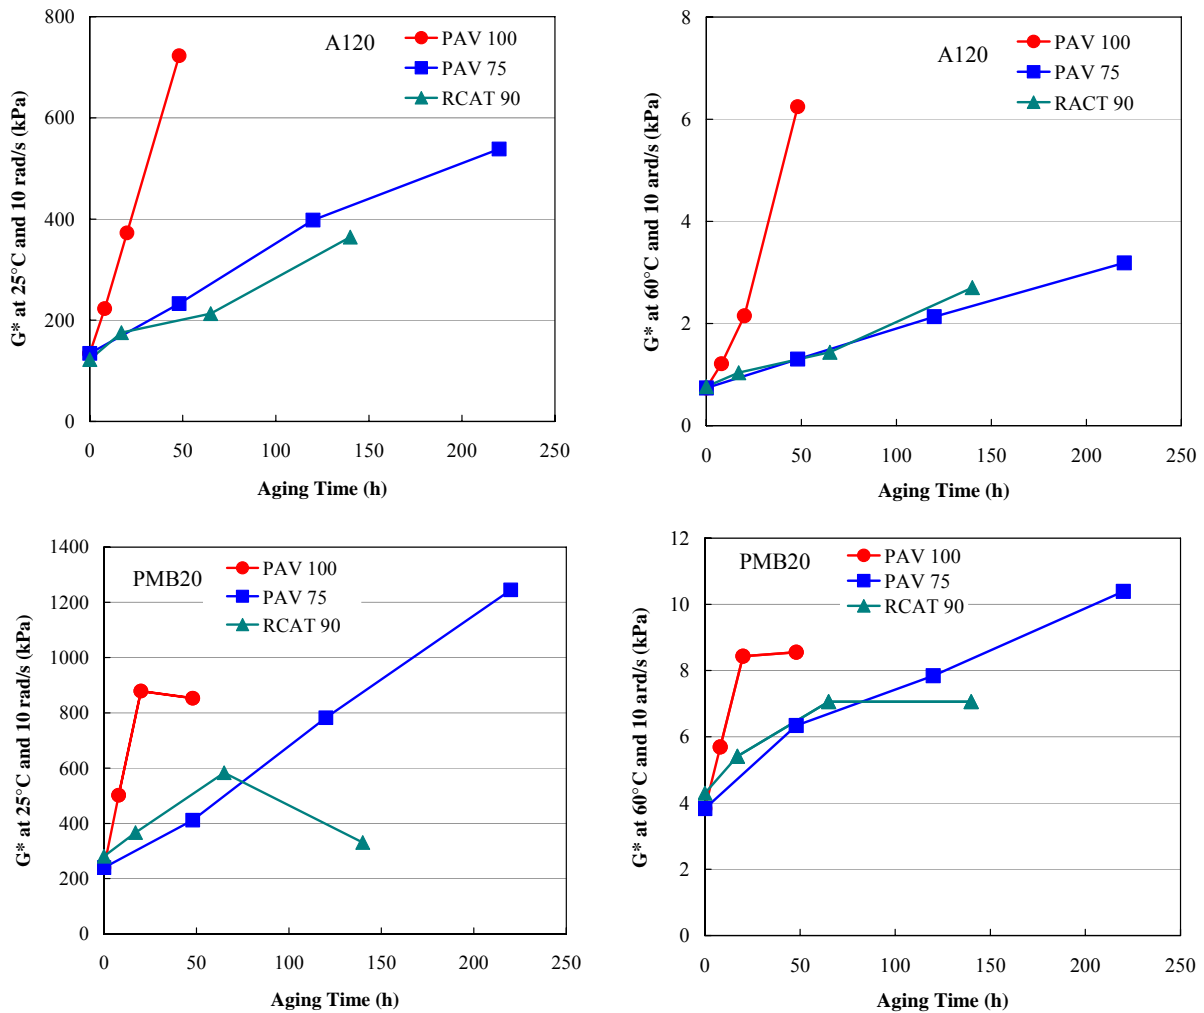 G* at 25°C and 10 rad/s (kPa)
800
600
400
200
0
A120
PAV 100
PAV 75
RCAT 90
0 50 100 150 200 250
Aging Time (h)
G* at 60°C and 10 ard/s (kPa)
8
6
4
2
0
A120
PAV 100
PAV 75
RACT 90
0 50 100 150 200 250
Aging Time (h)
G* at 25°C and 10 rad/s (kPa)
1400
1200
1000
800
600
400
200
0
PMB20
PAV 100
PAV 75
RCAT 90
0 50 100 150 200 250
Aging Time (h)
G* at 60°C and 10 ard/s (kPa)
12
10
8
6
4
2
0
PMB20
PAV 100
PAV 75
RCAT 90
0 50 100 150 200 250
Aging Time (h)